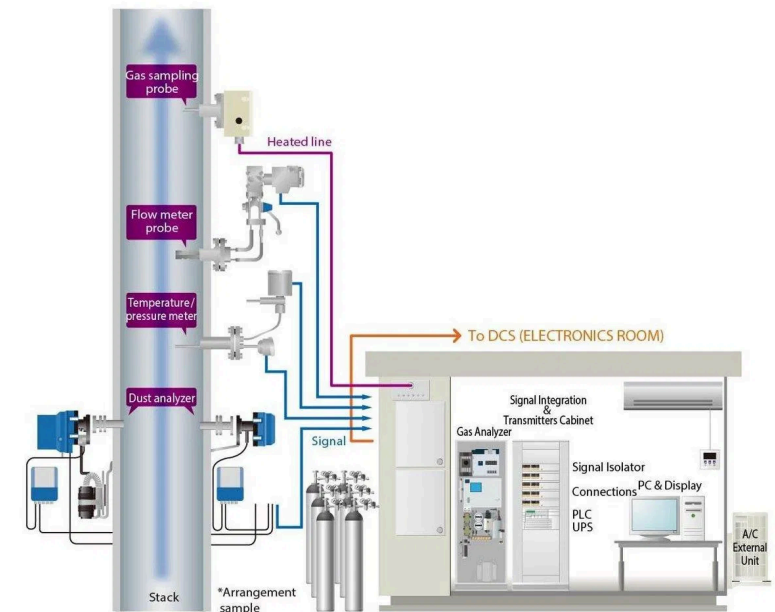 Gas sampling
probe
Heated line
Flow meter
probe
Temperature/
pressure meter
To DCS (ELECTRONICS ROOM)
Dust analyzer
Signal
Signal Integration
&
Transmitters Cabinet
Gas Analyzer
Signal Isolator
Connections
PC & Display
PLC
UPS
A/C
External
Unit
Stack
*Arrangement
sample